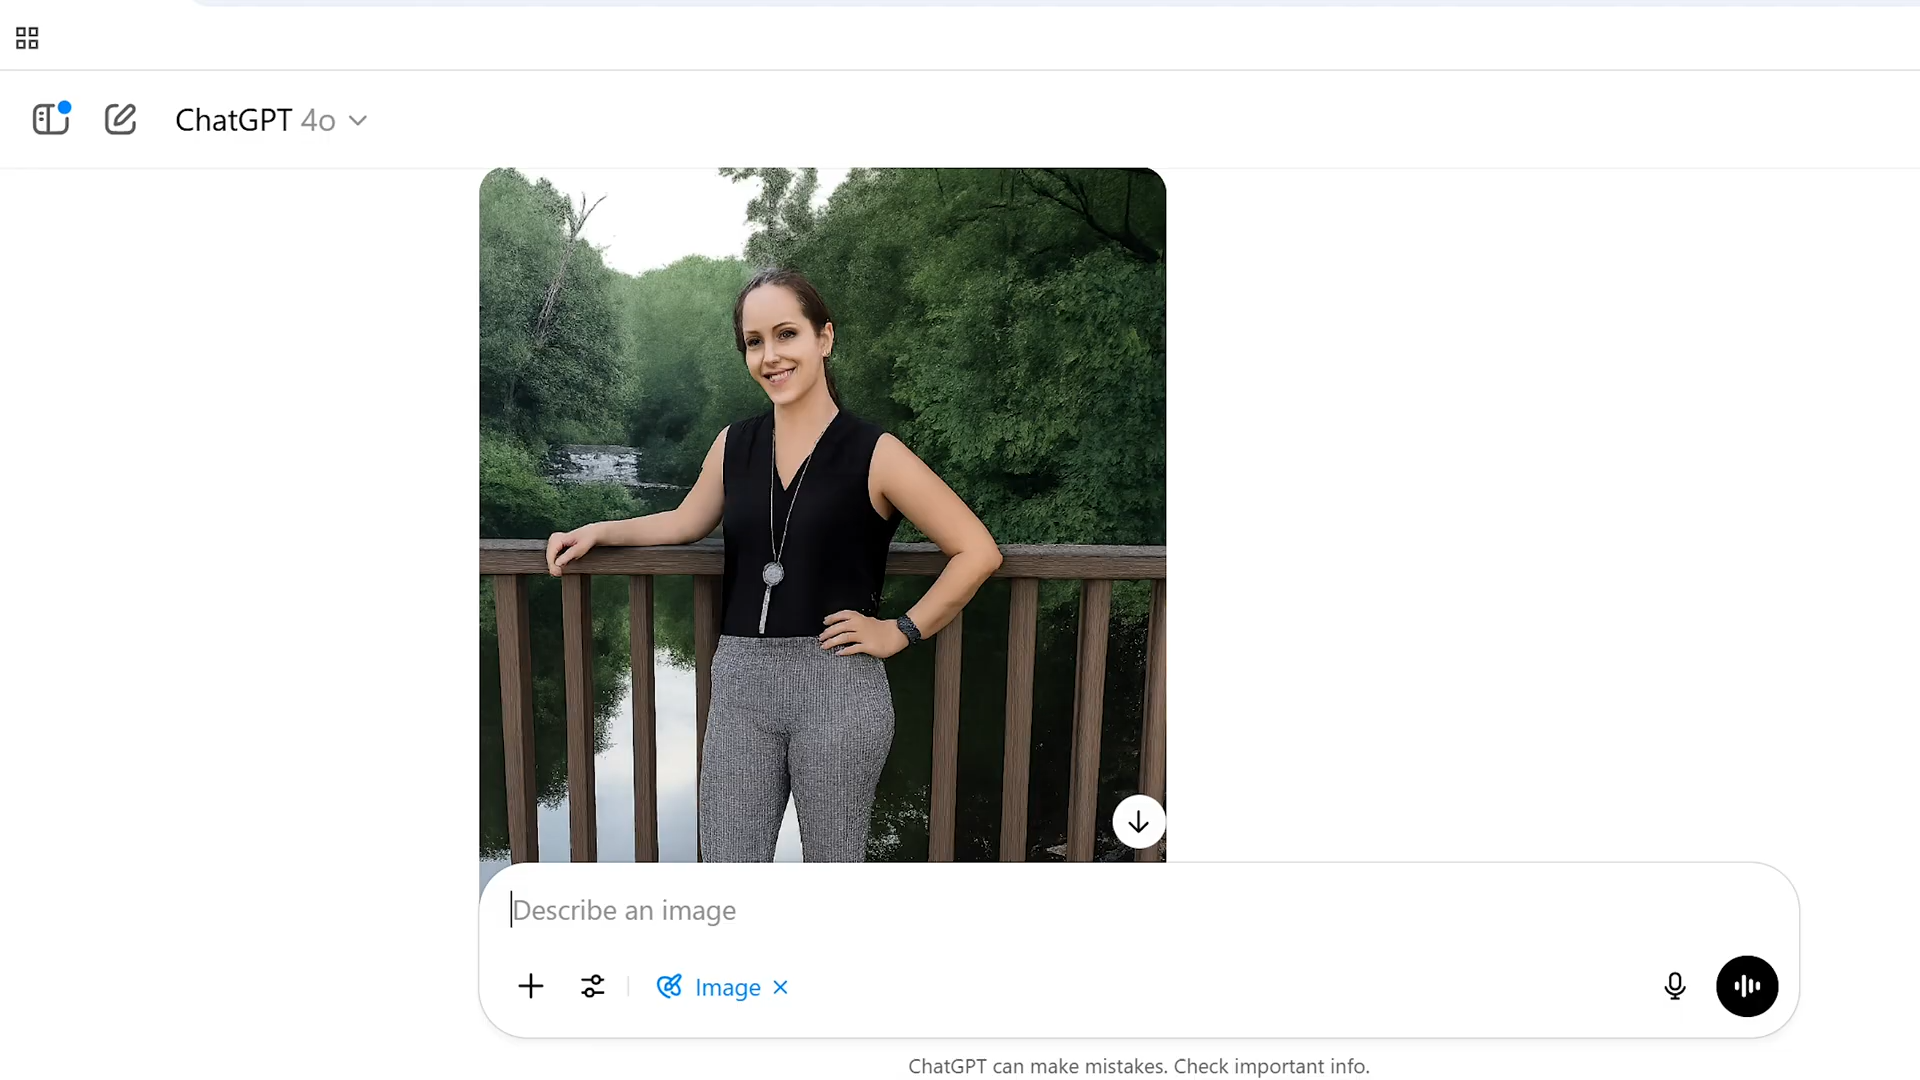 ChatGPT 4o
Describe an image
Image
ChatGPT can make mistakes. Check important info.